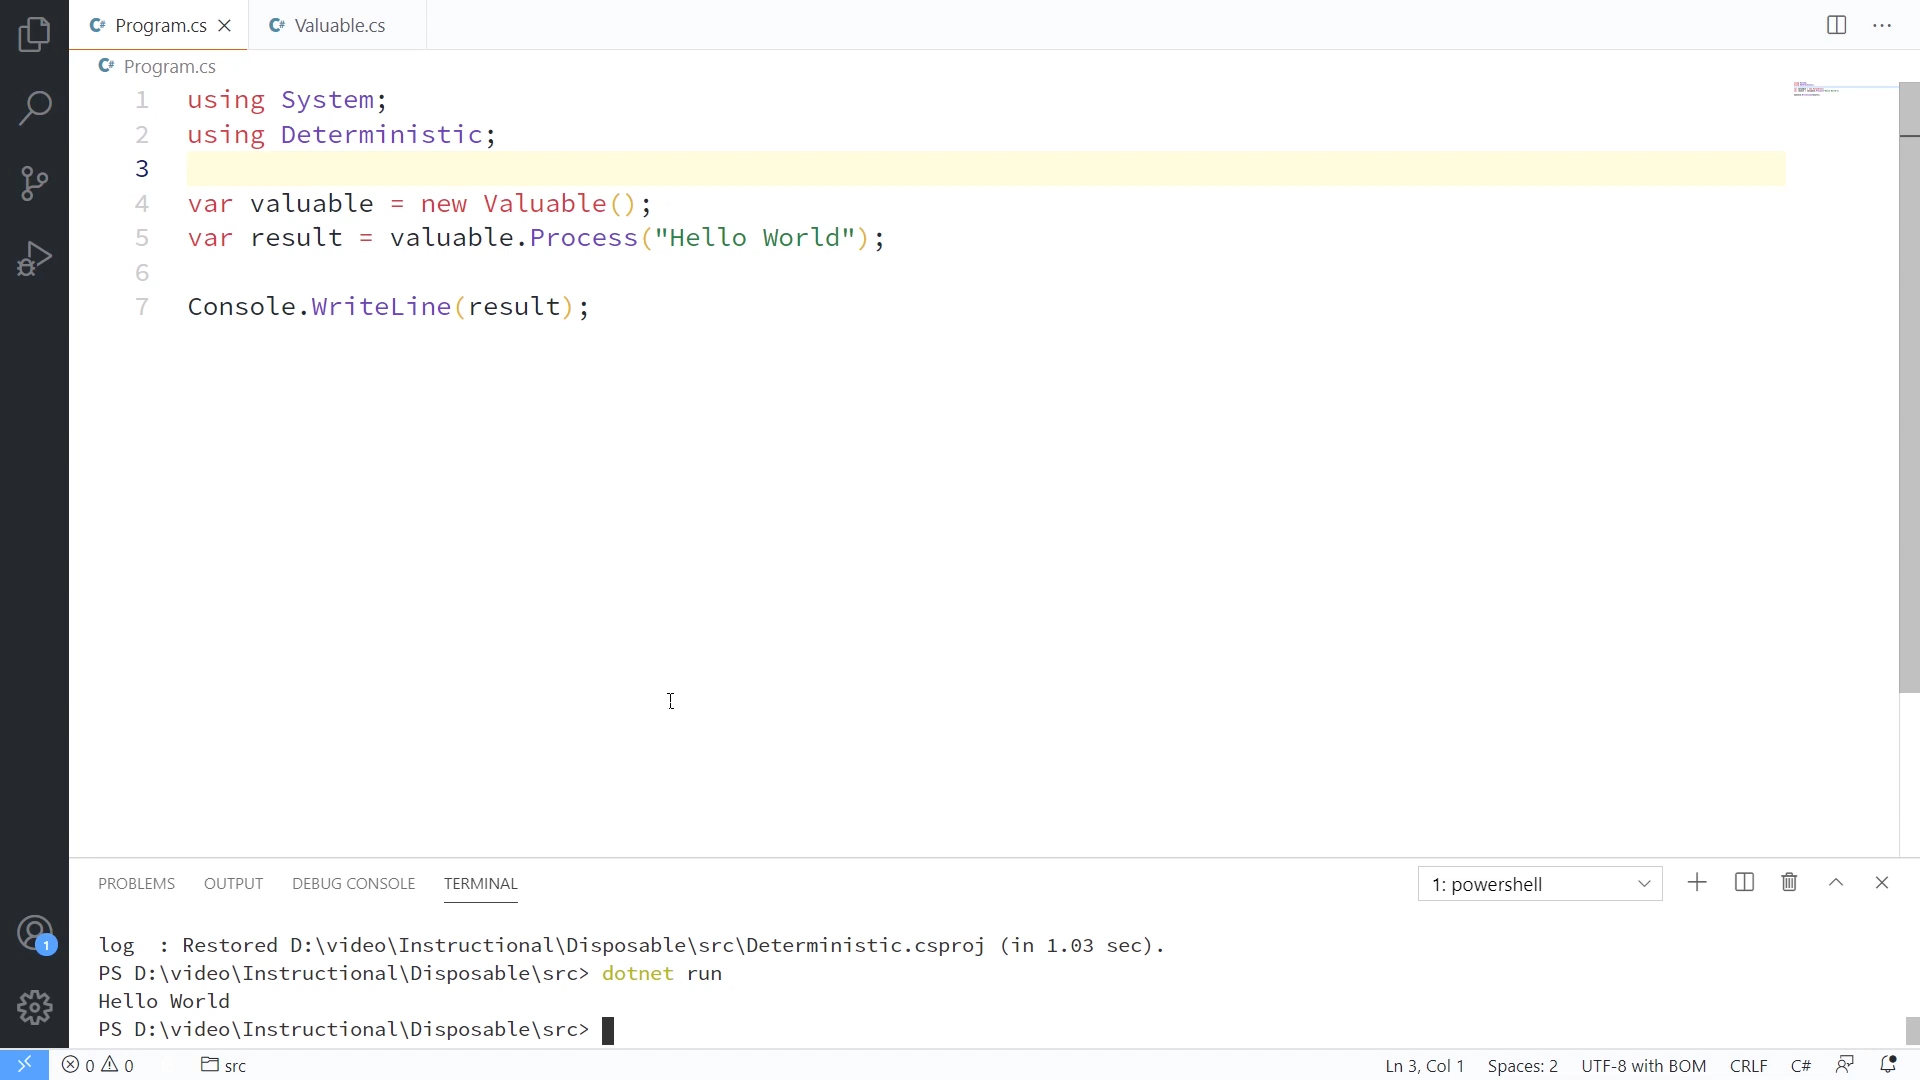 C# Program.cs C# Valuable.cs
C# Program.cs
1 using System;
2 using Deterministic;
3
4 var valuable = new Valuable();
5 var result = valuable.Process("Hello World");
6
7 Console.WriteLine(result);
PROBLEMS OUTPUT DEBUG CONSOLE TERMINAL 1: powershell
log  : Restored D:\video\Instructional\Disposable\src\Deterministic.csproj (in 1.03 sec).
PS D:\video\Instructional\Disposable\src> dotnet run
Hello World
PS D:\video\Instructional\Disposable\src>
1
0 0 src Ln 3, Col 1 Spaces: 2 UTF-8 with BOM CRLF C#